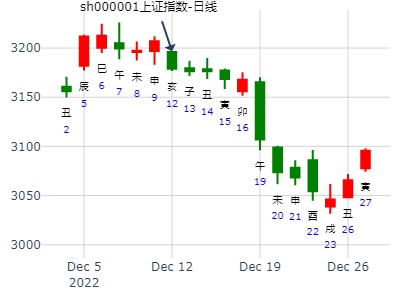 sh000001上证指数-日线
3200
3150
3100
3050
3000
丑
2
辰
5
巳
6
午
7
未
8
申
9
亥
12
子
13
丑
14
寅
15
卯
16
午
19
未
20
申
21
酉
22
戌
23
丑
26
寅
27
Dec 5
2022
Dec 12
Dec 19
Dec 26